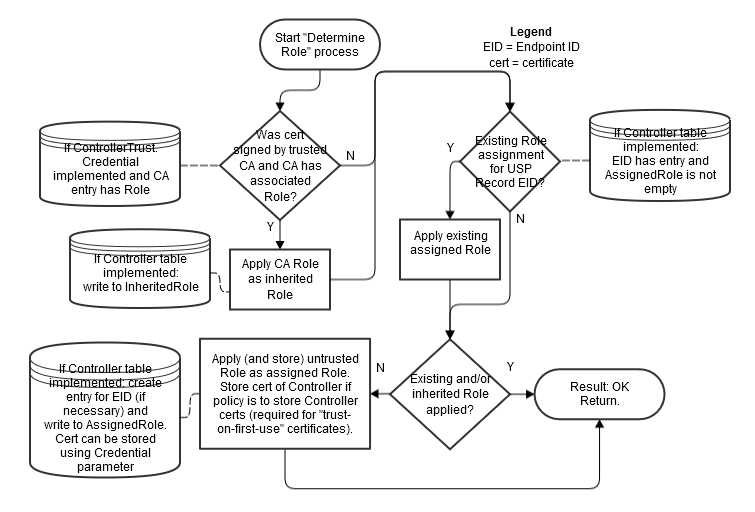 Start "Determine
Role" process
Legend
EID = Endpoint ID
cert = certificate
If ControllerTrust.
Credential
implemented and CA
entry has Role
Was cert
signed by trusted
CA and CA has
associated
Role?
N
Y
Existing Role
assignment
for USP
Record EID?
Y
N
If Controller table
implemented:
EID has entry and
AssignedRole is not
empty
If Controller table
implemented:
write to InheritedRole
Apply CA Role
as inherited
Role
Apply existing
assigned Role
If Controller table
implemented: create
entry for EID (if
necessary) and
write to AssignedRole.
Cert can be stored
using Credential
parameter
Apply (and store) untrusted
Role as assigned Role.
Store cert of Controller if
policy is to store Controller
certs (required for "trust-
on-first-use" certificates).
N
Existing and/or
inherited Role
applied?
Y
Result: OK
Return.